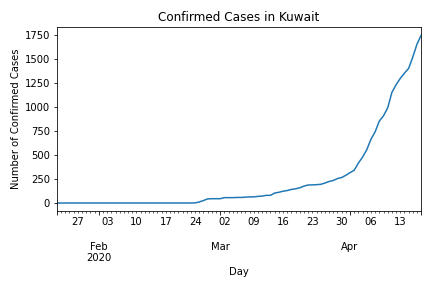 Confirmed Cases in Kuwait
1750
1500
1250
1000
750
500
250
0
Number of Confirmed Cases
27 03 10 17 24 02 09 16 23 30 06 13
Feb Mar Apr
2020
Day